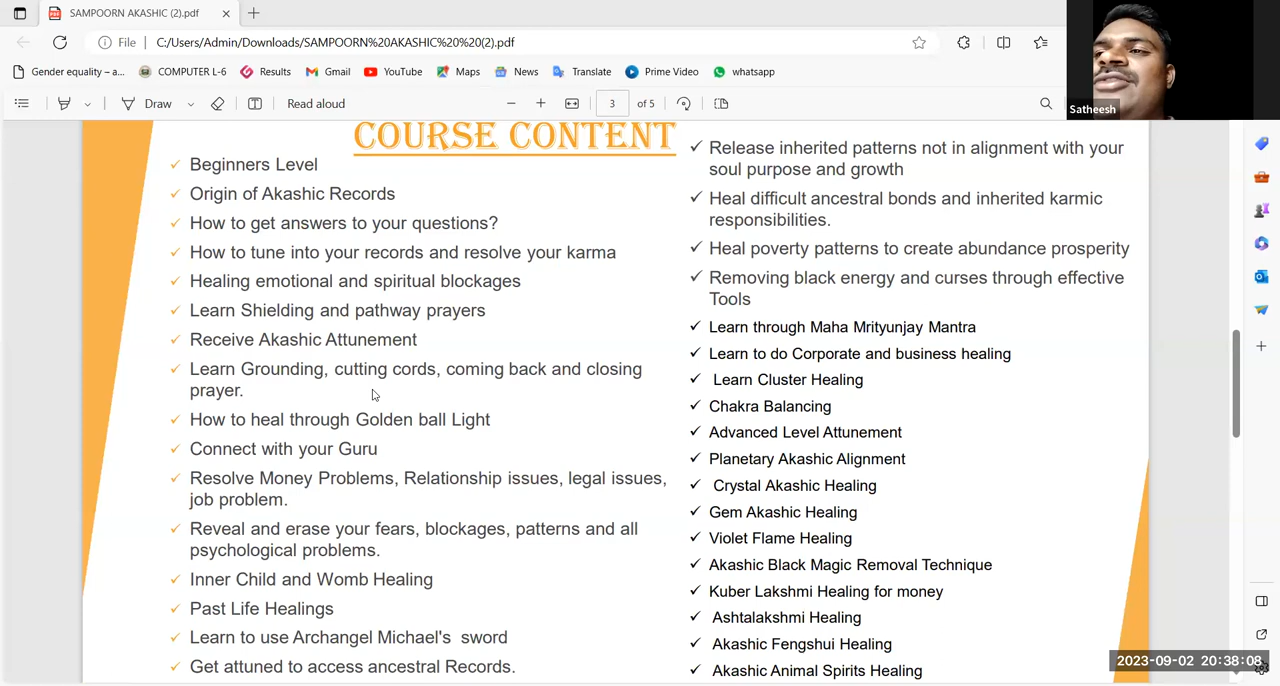 SAMPOORN AKASHIC (2).pdf
File
C:/Users/Admin/Downloads/SAMPOORN%20AKASHIC%20%20(2).pdf
Gender equality – a...
COMPUTER L-6
Results
Gmail
YouTube
Maps
News
Translate
Prime Video
whatsapp
Draw
Read aloud
3 of 5
Satheesh
COURSE CONTENT
Beginners Level
Origin of Akashic Records
How to get answers to your questions?
How to tune into your records and resolve your karma
Healing emotional and spiritual blockages
Learn Shielding and pathway prayers
Receive Akashic Attunement
Learn Grounding, cutting cords, coming back and closing
prayer.
How to heal through Golden ball Light
Connect with your Guru
Resolve Money Problems, Relationship issues, legal issues,
job problem.
Reveal and erase your fears, blockages, patterns and all
psychological problems.
Inner Child and Womb Healing
Past Life Healings
Learn to use Archangel Michael's  sword
Get attuned to access ancestral Records.
Release inherited patterns not in alignment with your
soul purpose and growth
Heal difficult ancestral bonds and inherited karmic
responsibilities.
Heal poverty patterns to create abundance prosperity
Removing black energy and curses through effective
Tools
Learn through Maha Mrityunjay Mantra
Learn to do Corporate and business healing
Learn Cluster Healing
Chakra Balancing
Advanced Level Attunement
Planetary Akashic Alignment
Crystal Akashic Healing
Gem Akashic Healing
Violet Flame Healing
Akashic Black Magic Removal Technique
Kuber Lakshmi Healing for money
Ashtalakshmi Healing
Akashic Fengshui Healing
Akashic Animal Spirits Healing
2023-09-02 20:38:08